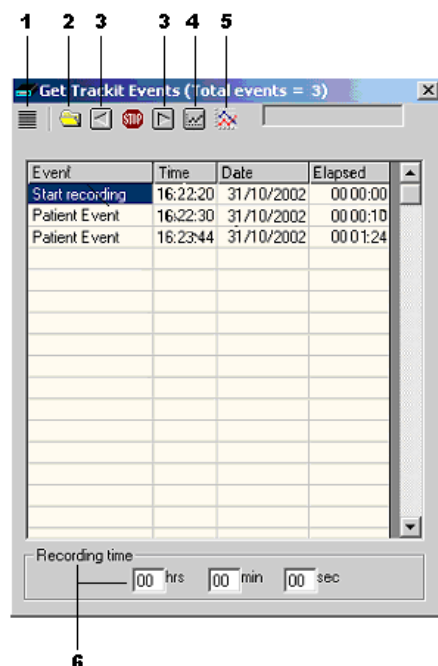 1 2 3 3 4 5
Get Trackit Events (Total events = 3)
STOP
Event Time Date Elapsed
Start recording 16:22:20 31/10/2002 00 00:00
Patient Event 16:22:30 31/10/2002 00 00:10
Patient Event 16:23:44 31/10/2002 00 01:24
Recording time
00 hrs 00 min 00 sec
6